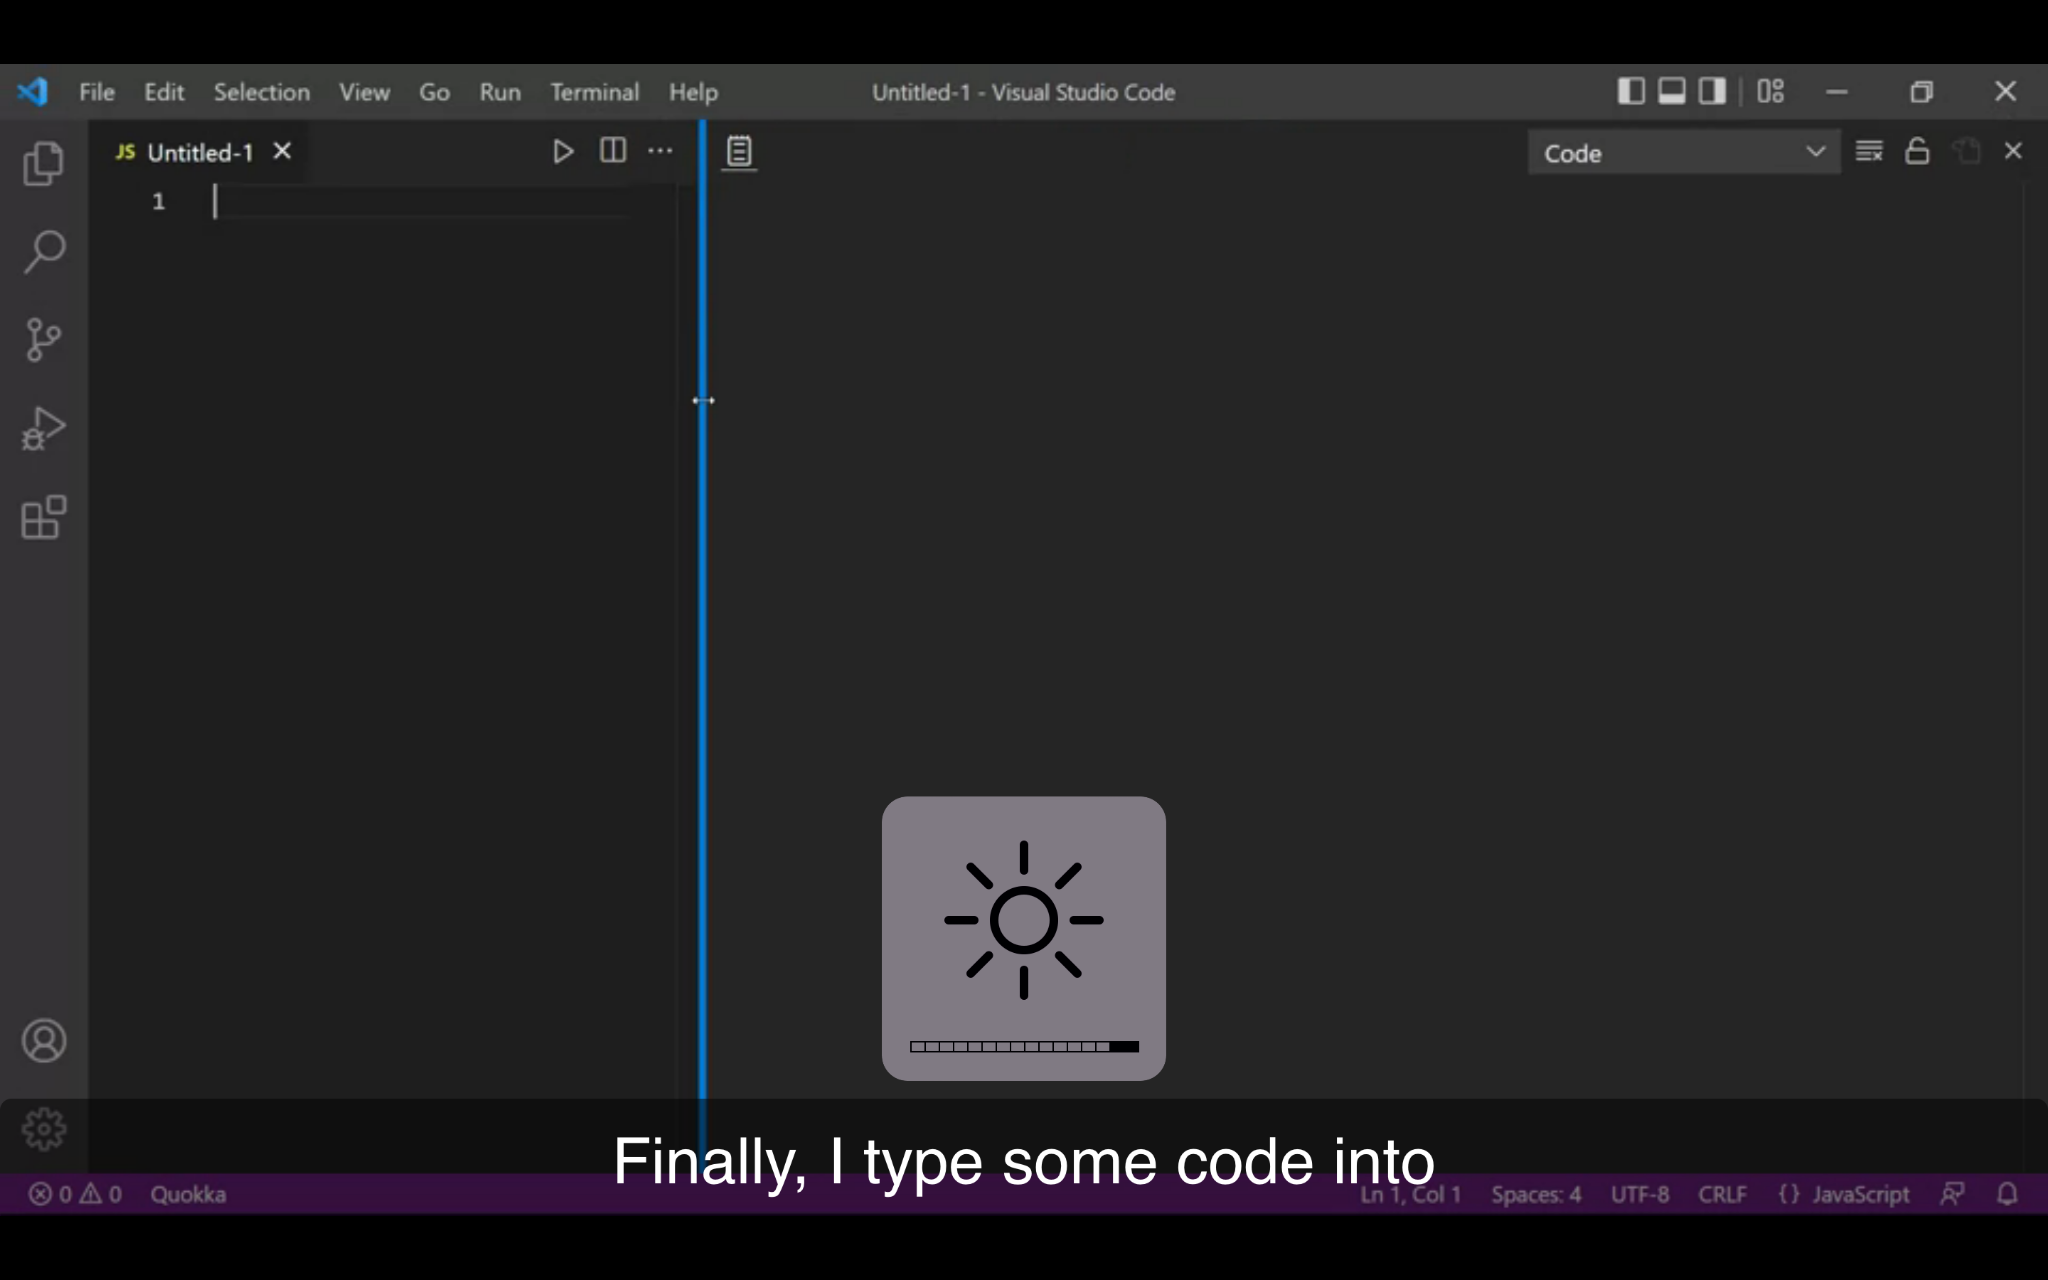 File Edit Selection View Go Run Terminal Help Untitled-1 - Visual Studio Code
JS Untitled-1
Code
1
Finally, I type some code into
0 0 Quokka Ln 1, Col 1 Spaces: 4 UTF-8 CRLF {} JavaScript